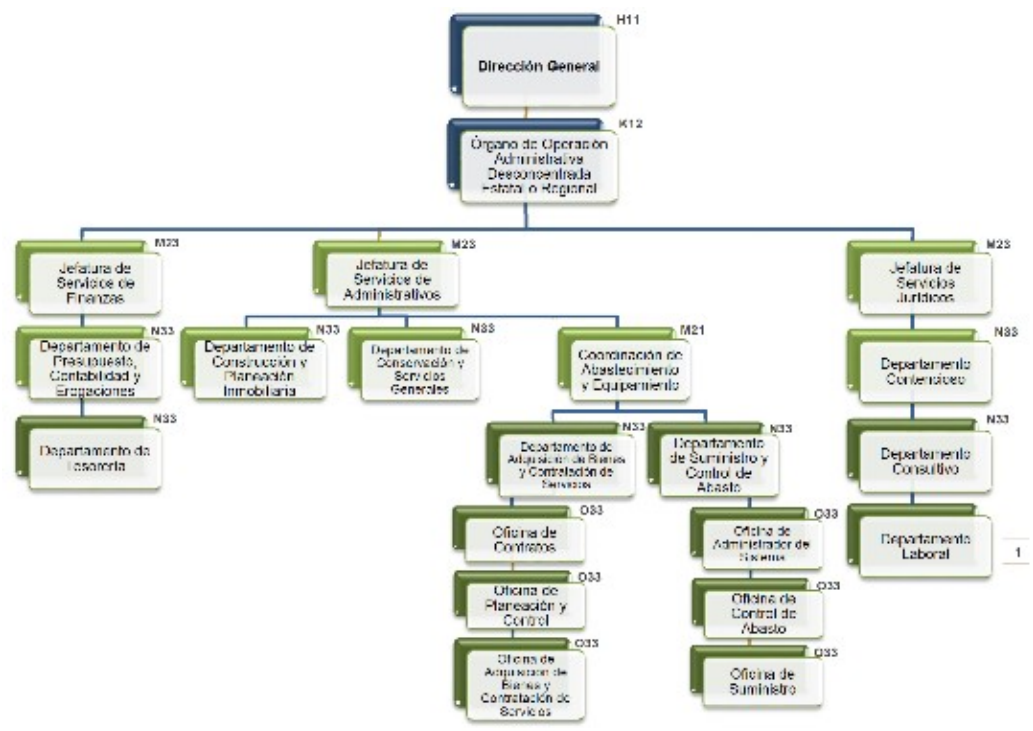 H11
Dirección General
K12
Órgano de Operación
Administrativa
Desconcentrada
Estatal o Regional
M23
Jefatura de
Servicios de
Finanzas
M23
Jefatura de
Servicios de
Administrativos
M23
Jefatura de
Servicios
Jurídicos
N33
Departamento de
Presupuesto,
Contabilidad y
Erogaciones
N33
Departamento de
Construcción y
Planeación
Inmobiliaria
N33
Departamento de
Conservación y
Servicios
Generales
M21
Coordinación de
Abastecimiento
y Equipamiento
N33
Departamento
Contencioso
N33
Departamento de
Tesorería
N33
Departamento de
Adquisición de Bienes
y Contratación de
Servicios
N33
Departamento
de Suministro y
Control de
Abasto
N33
Departamento
Consultivo
O33
Oficina de
Contratos
O33
Oficina de
Administrador de
Sistema
Departamento
Laboral
1
O33
Oficina de
Planeación y
Control
O33
Oficina de
Control de
Abasto
O33
Oficina de
Adquisición de
Bienes y
Contratación de
Servicios
O33
Oficina de
Suministro